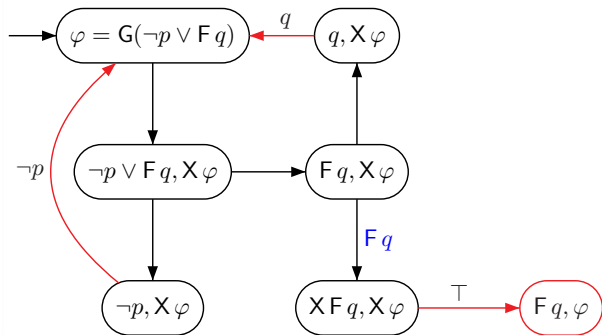 φ = G(¬p ∨ F q)
q
q, X φ
¬p
¬p ∨ F q, X φ
F q, X φ
F q
¬p, X φ
X F q, X φ
⊤
F q, φ